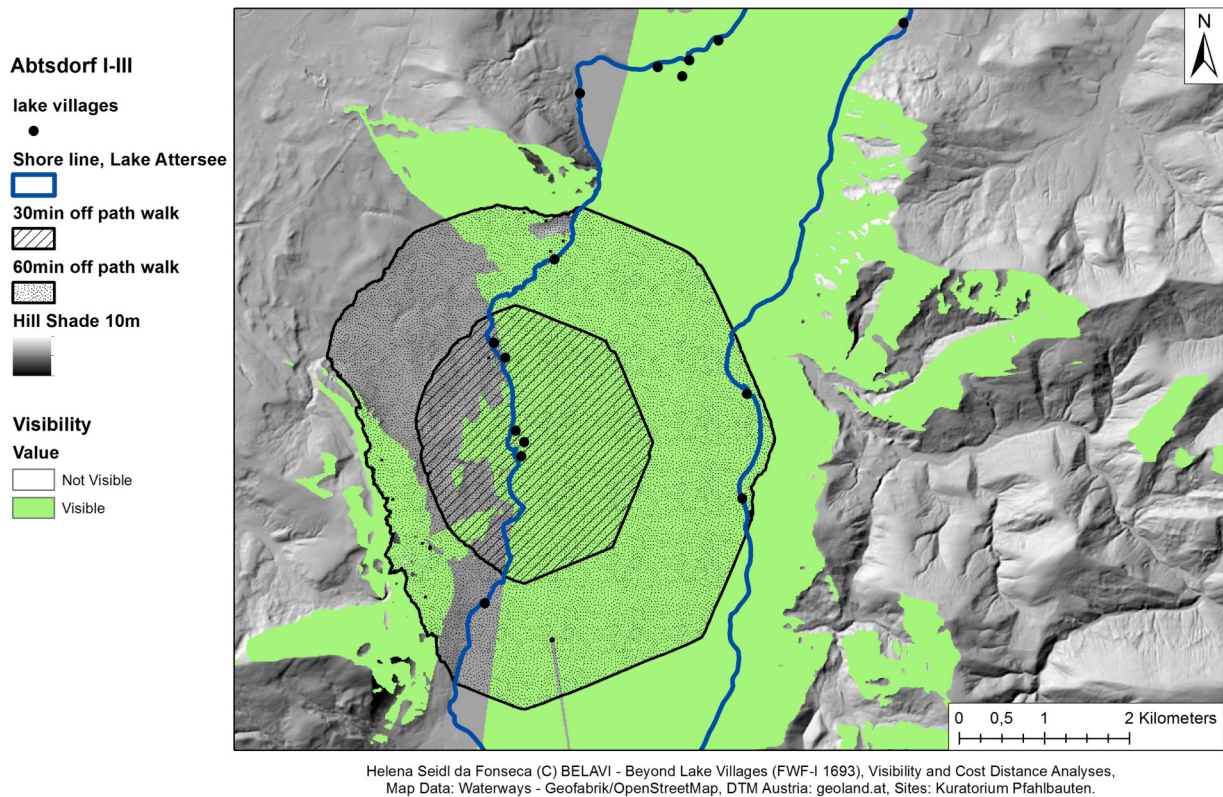 Abtsdorf I-III
lake villages
Shore line, Lake Attersee
30min off path walk
60min off path walk
Hill Shade 10m
Visibility
Value
Not Visible
Visible
N
0 0,5 1 2 Kilometers
Helena Seidl da Fonseca (C) BELAVI - Beyond Lake Villages (FWF-I 1693), Visibility and Cost Distance Analyses,
Map Data: Waterways - Geofabrik/OpenStreetMap, DTM Austria: geoland.at, Sites: Kuratorium Pfahlbauten.